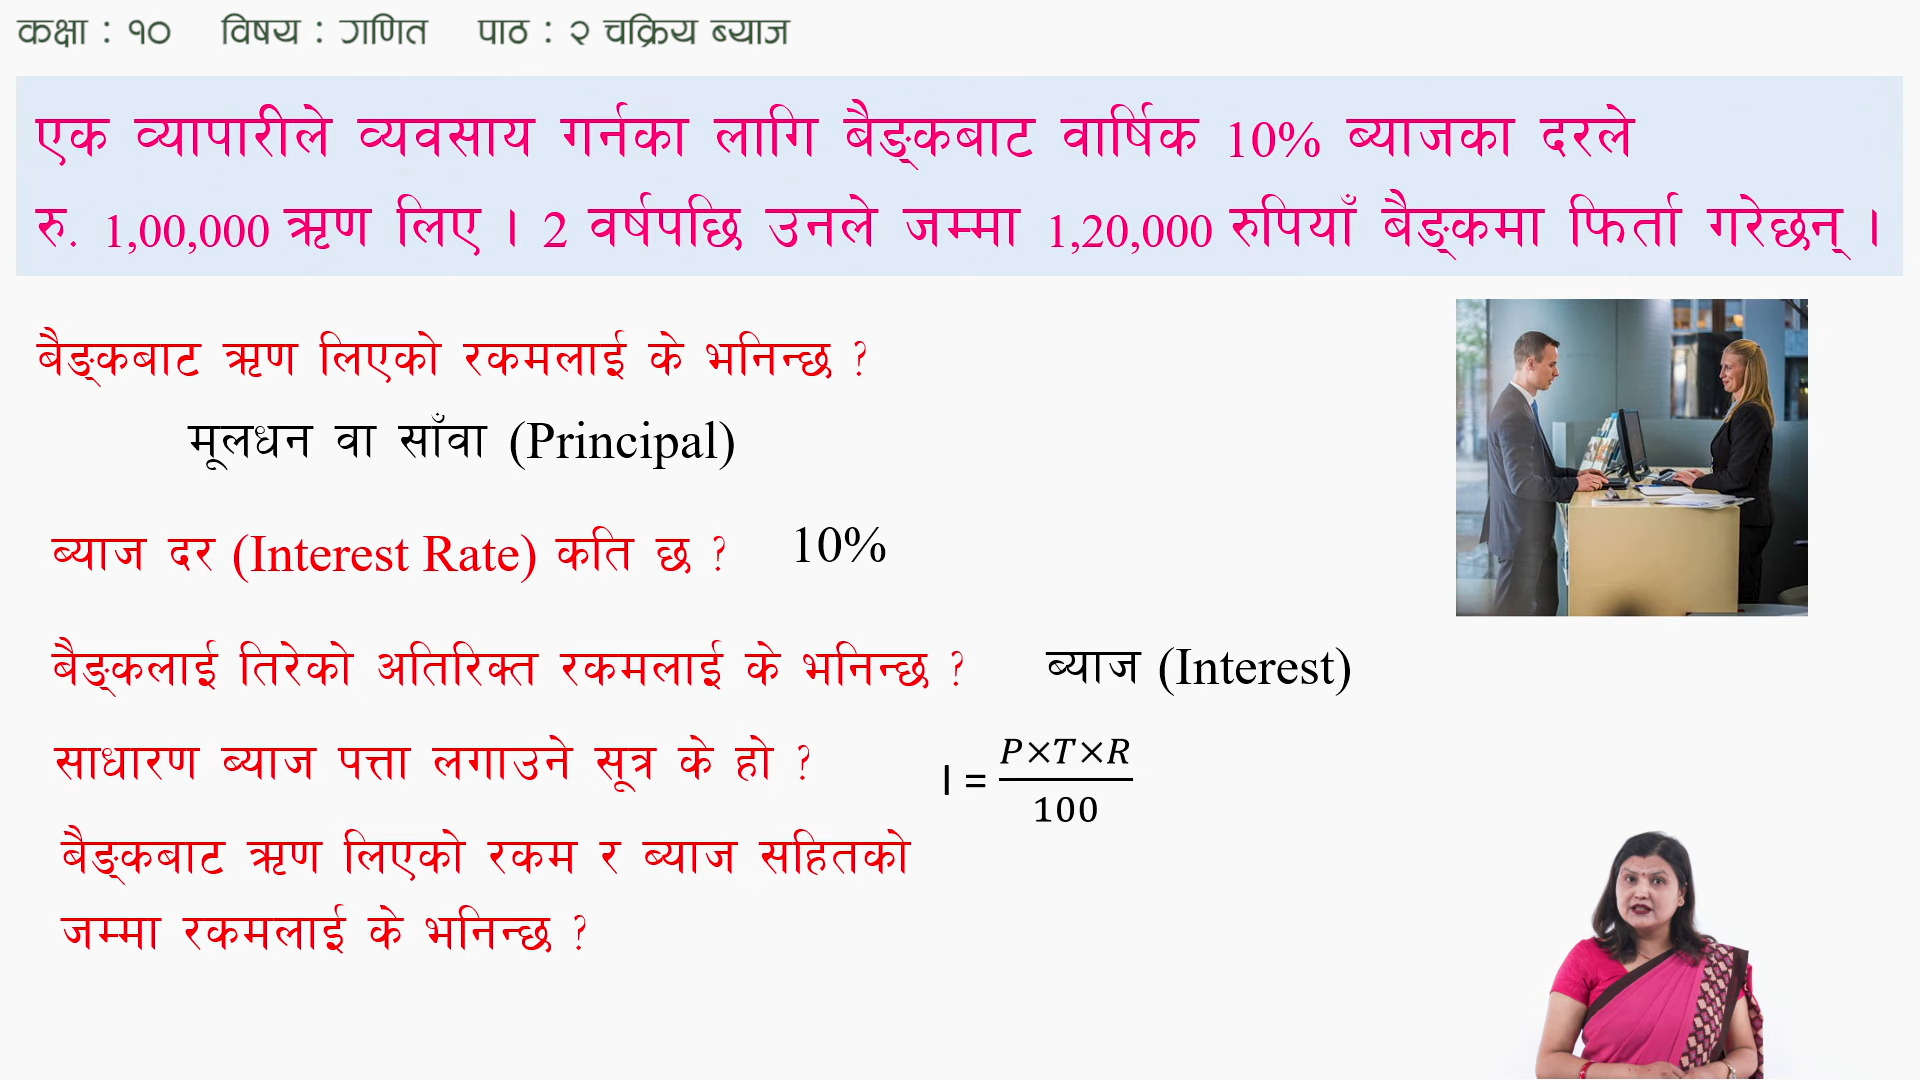 कक्षा : १० विषय : गणित पाठ : २ चक्रिय ब्याज
एक व्यापारीले व्यवसाय गर्नका लागि बैङ्कबाट वार्षिक 10% ब्याजका दरले
रु. 1,00,000 ऋण लिए । 2 वर्षपछि उनले जम्मा 1,20,000 रुपियाँ बैङ्कमा फिर्ता गरेछन् ।
बैङ्कबाट ऋण लिएको रकमलाई के भनिन्छ ?
मूलधन वा साँवा (Principal)
ब्याज दर (Interest Rate) कति छ ? 10%
बैङ्कलाई तिरेको अतिरिक्त रकमलाई के भनिन्छ ? ब्याज (Interest)
साधारण ब्याज पत्ता लगाउने सूत्र के हो ? I = P×T×R / 100
बैङ्कबाट ऋण लिएको रकम र ब्याज सहितको
जम्मा रकमलाई के भनिन्छ ?